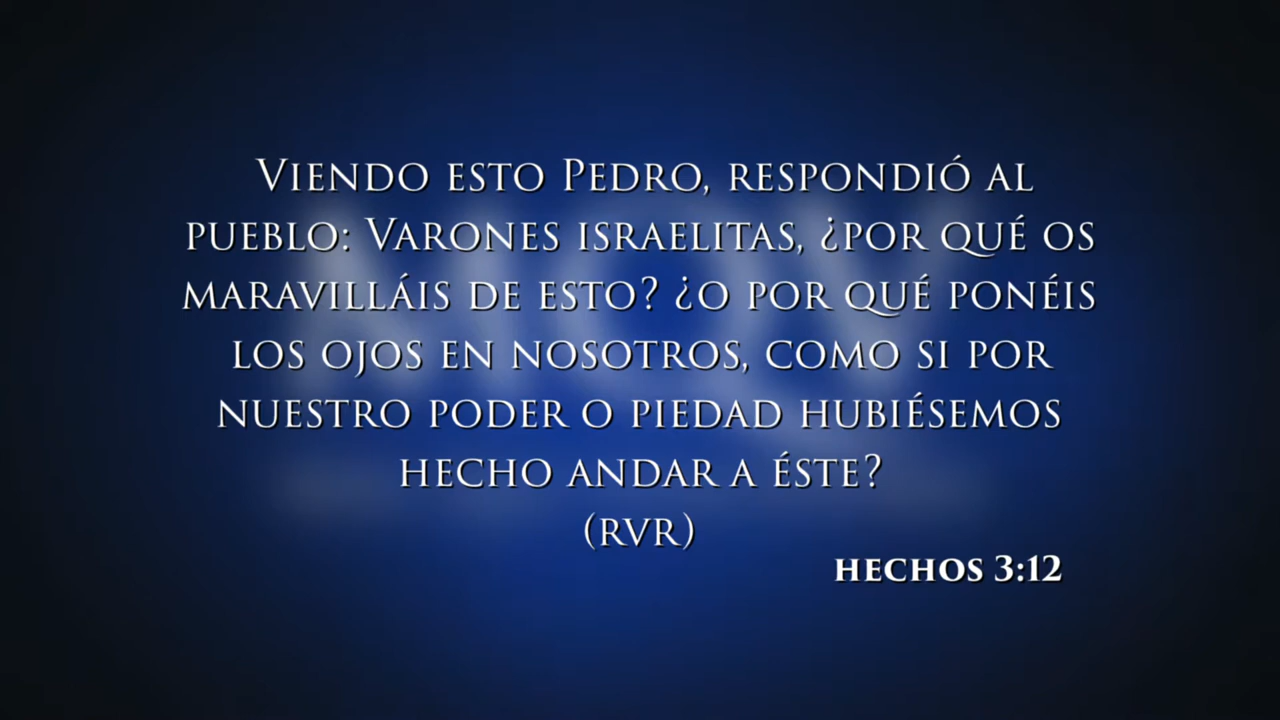 Viendo esto Pedro, respondió al
pueblo: Varones israelitas, ¿por qué os
maravilláis de esto? ¿o por qué ponéis
los ojos en nosotros, como si por
nuestro poder o piedad hubiésemos
hecho andar a éste?
(rvr)
HECHOS 3:12